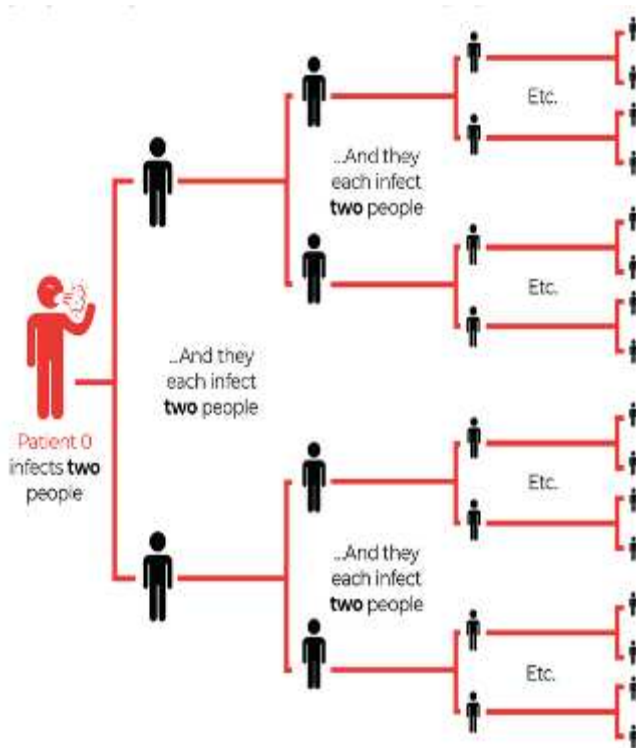 Patient 0
infects two
people
...And they
each infect
two people
...And they
each infect
two people
...And they
each infect
two people
Etc.
Etc.
Etc.
Etc.